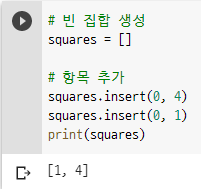 # 빈 집합 생성
squares = []
# 항목 추가
squares.insert(0, 4)
squares.insert(0, 1)
print(squares)
[1, 4]